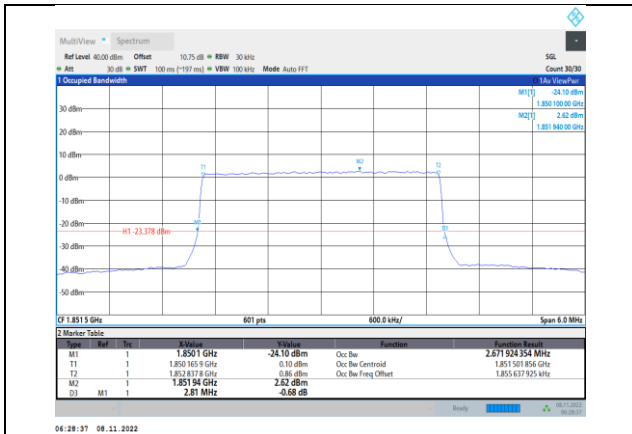 MultiView Spectrum
Ref Level 40.00 dBm Offset 10.75 dB RBW 30 kHz SGL
Att 30 dB SWT 100 ms (~197 ms) VBW 100 kHz Mode Auto FFT Count 30/30
1 Occupied Bandwidth 1Av ViewPwr
M1[1] -24.10 dBm
1.850 100 00 GHz
M2[1] 2.62 dBm
1.851 940 00 GHz
30 dBm
20 dBm
10 dBm
T1 M2 T2
0 dBm
-10 dBm
-20 dBm
M1
H1 -23.378 dBm
D3
-30 dBm
-40 dBm
-50 dBm
CF 1.851 5 GHz 601 pts 600.0 kHz/ Span 6.0 MHz
2 Marker Table
Type Ref Trc X-Value Y-Value Function Function Result
M1 1 1.8501 GHz -24.10 dBm Occ Bw 2.671 924 354 MHz
T1 1 1.850 165 9 GHz 0.10 dBm Occ Bw Centroid 1.851 501 856 GHz
T2 1 1.852 837 8 GHz 0.86 dBm Occ Bw Freq Offset 1.855 637 925 kHz
M2 1 1.851 94 GHz 2.62 dBm
D3 M1 1 2.81 MHz -0.68 dB
Ready 08.11.2022
06:28:37
06:28:37 08.11.2022